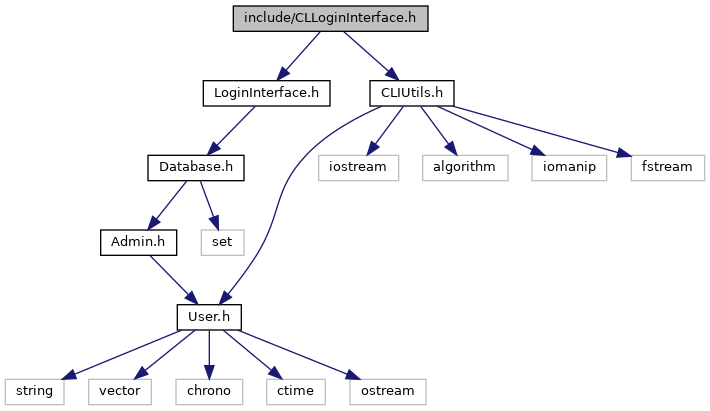 include/CLLoginInterface.h
LoginInterface.h
CLIUtils.h
Database.h
iostream
algorithm
iomanip
fstream
Admin.h
set
User.h
string
vector
chrono
ctime
ostream